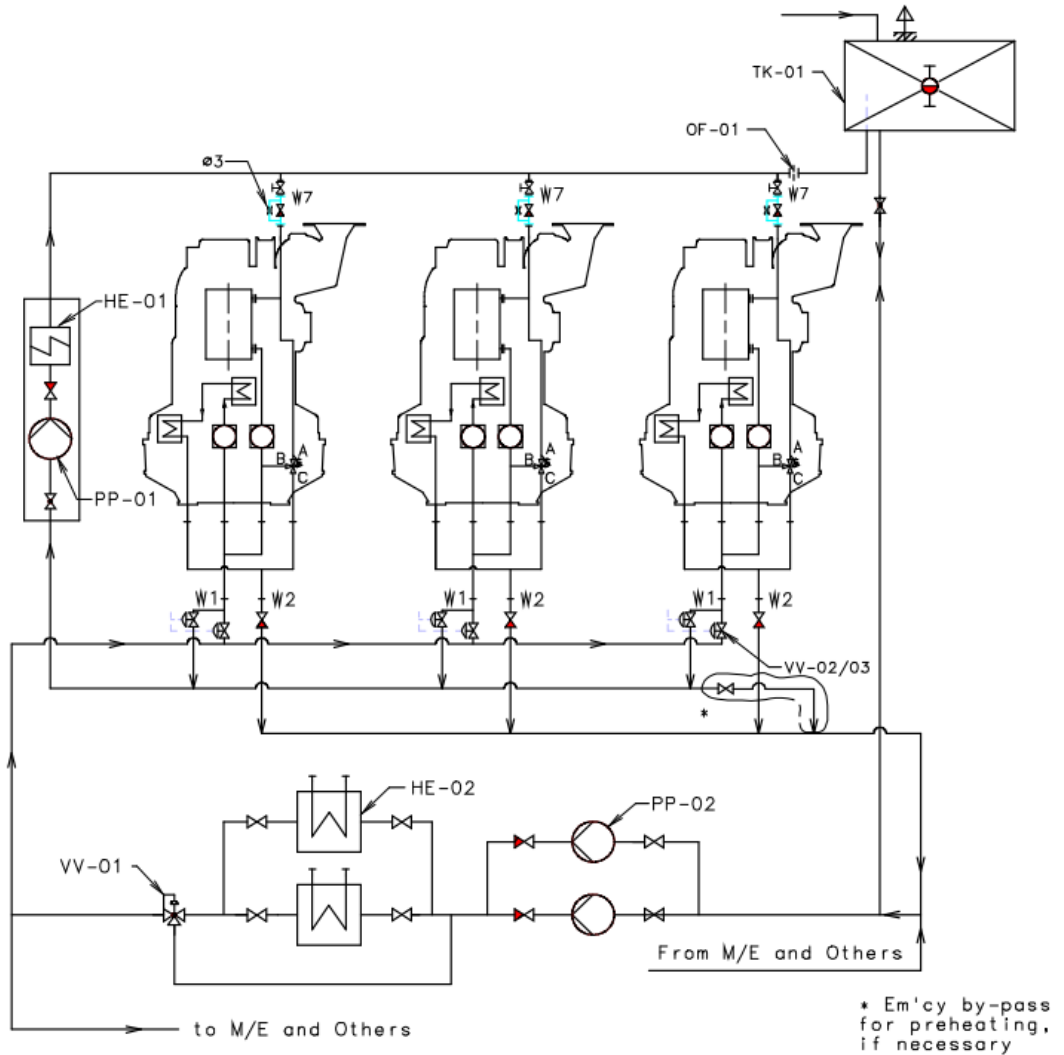 TK-01
OF-01
ø3
W7
W7
W7
HE-01
PP-01
A
B
C
A
B
C
A
B
C
W1
W2
W1
W2
W1
W2
VV-02/03
*
HE-02
PP-02
VV-01
From M/E and Others
to M/E and Others
* Em'cy by-pass
for preheating,
if necessary